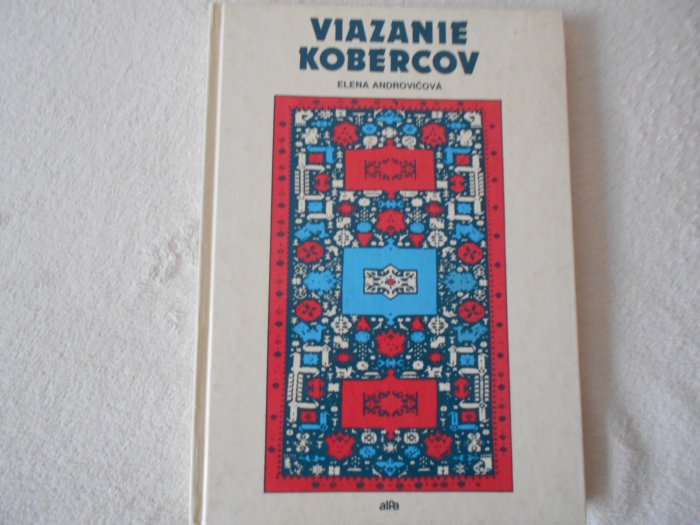 VIAZANIE
KOBERCOV
ELENA ANDROVIČOVÁ
alfa